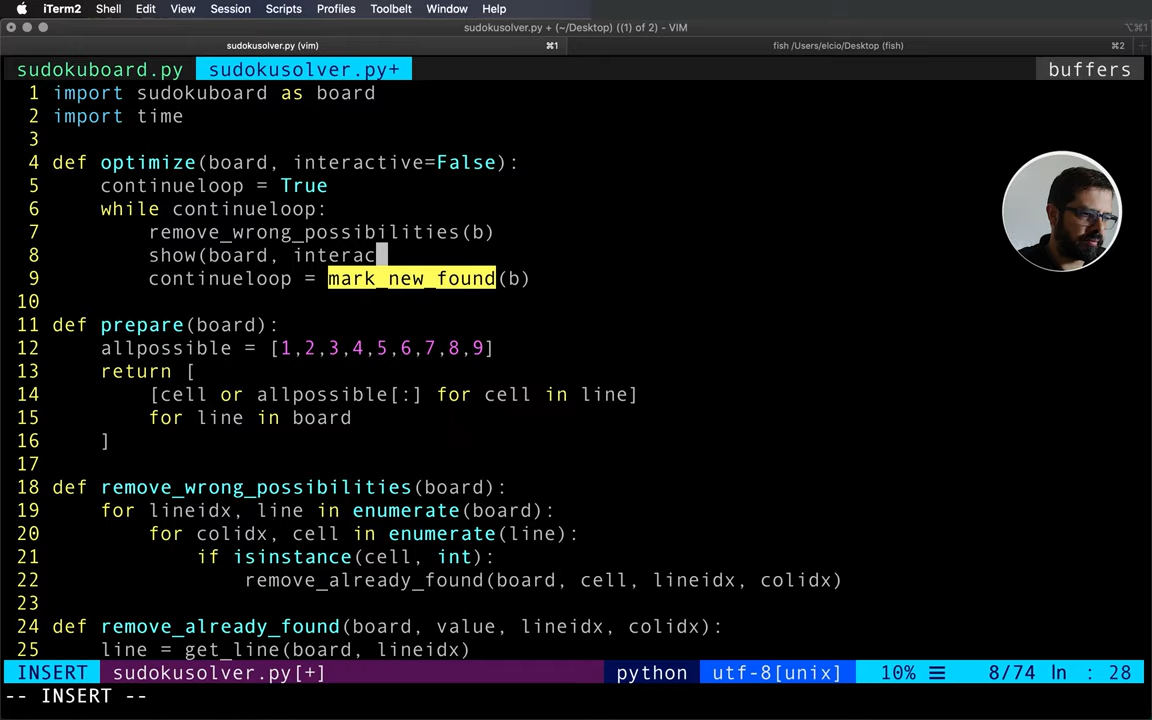 iTerm2 Shell Edit View Session Scripts Profiles Toolbelt Window Help
sudokusolver.py + (~/Desktop) ((1) of 2) - VIM ⌥⌘1
sudokusolver.py (vim) ⌘1 fish /Users/elcio/Desktop (fish) ⌘2
sudokuboard.py sudokusolver.py+ buffers
1 import sudokuboard as board
2 import time
3
4 def optimize(board, interactive=False):
5     continueloop = True
6     while continueloop:
7         remove_wrong_possibilities(b)
8         show(board, interac
9         continueloop = mark_new_found(b)
10
11 def prepare(board):
12     allpossible = [1,2,3,4,5,6,7,8,9]
13     return [
14         [cell or allpossible[:] for cell in line]
15         for line in board
16     ]
17
18 def remove_wrong_possibilities(board):
19     for lineidx, line in enumerate(board):
20         for colidx, cell in enumerate(line):
21             if isinstance(cell, int):
22                 remove_already_found(board, cell, lineidx, colidx)
23
24 def remove_already_found(board, value, lineidx, colidx):
25     line = get_line(board, lineidx)
INSERT sudokusolver.py[+] python utf-8[unix] 10% ☰ 8/74 ln : 28
-- INSERT --